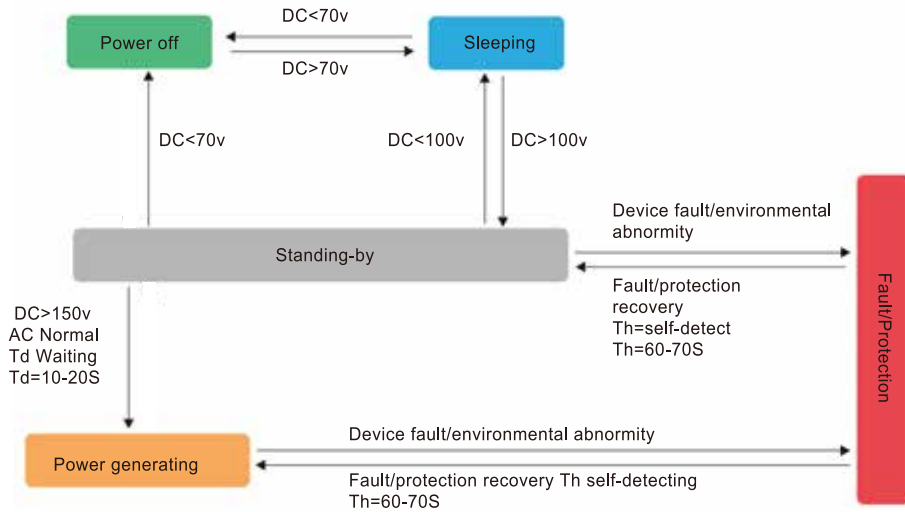 DC<70v
Power off
Sleeping
DC>70v
DC<70v
DC<100v
DC>100v
Device fault/environmental
abnormity
Standing-by
Fault/protection
recovery
Th=self-detect
Th=60-70S
Fault/Protection
DC>150v
AC Normal
Td Waiting
Td=10-20S
Device fault/environmental abnormity
Power generating
Fault/protection recovery Th self-detecting
Th=60-70S